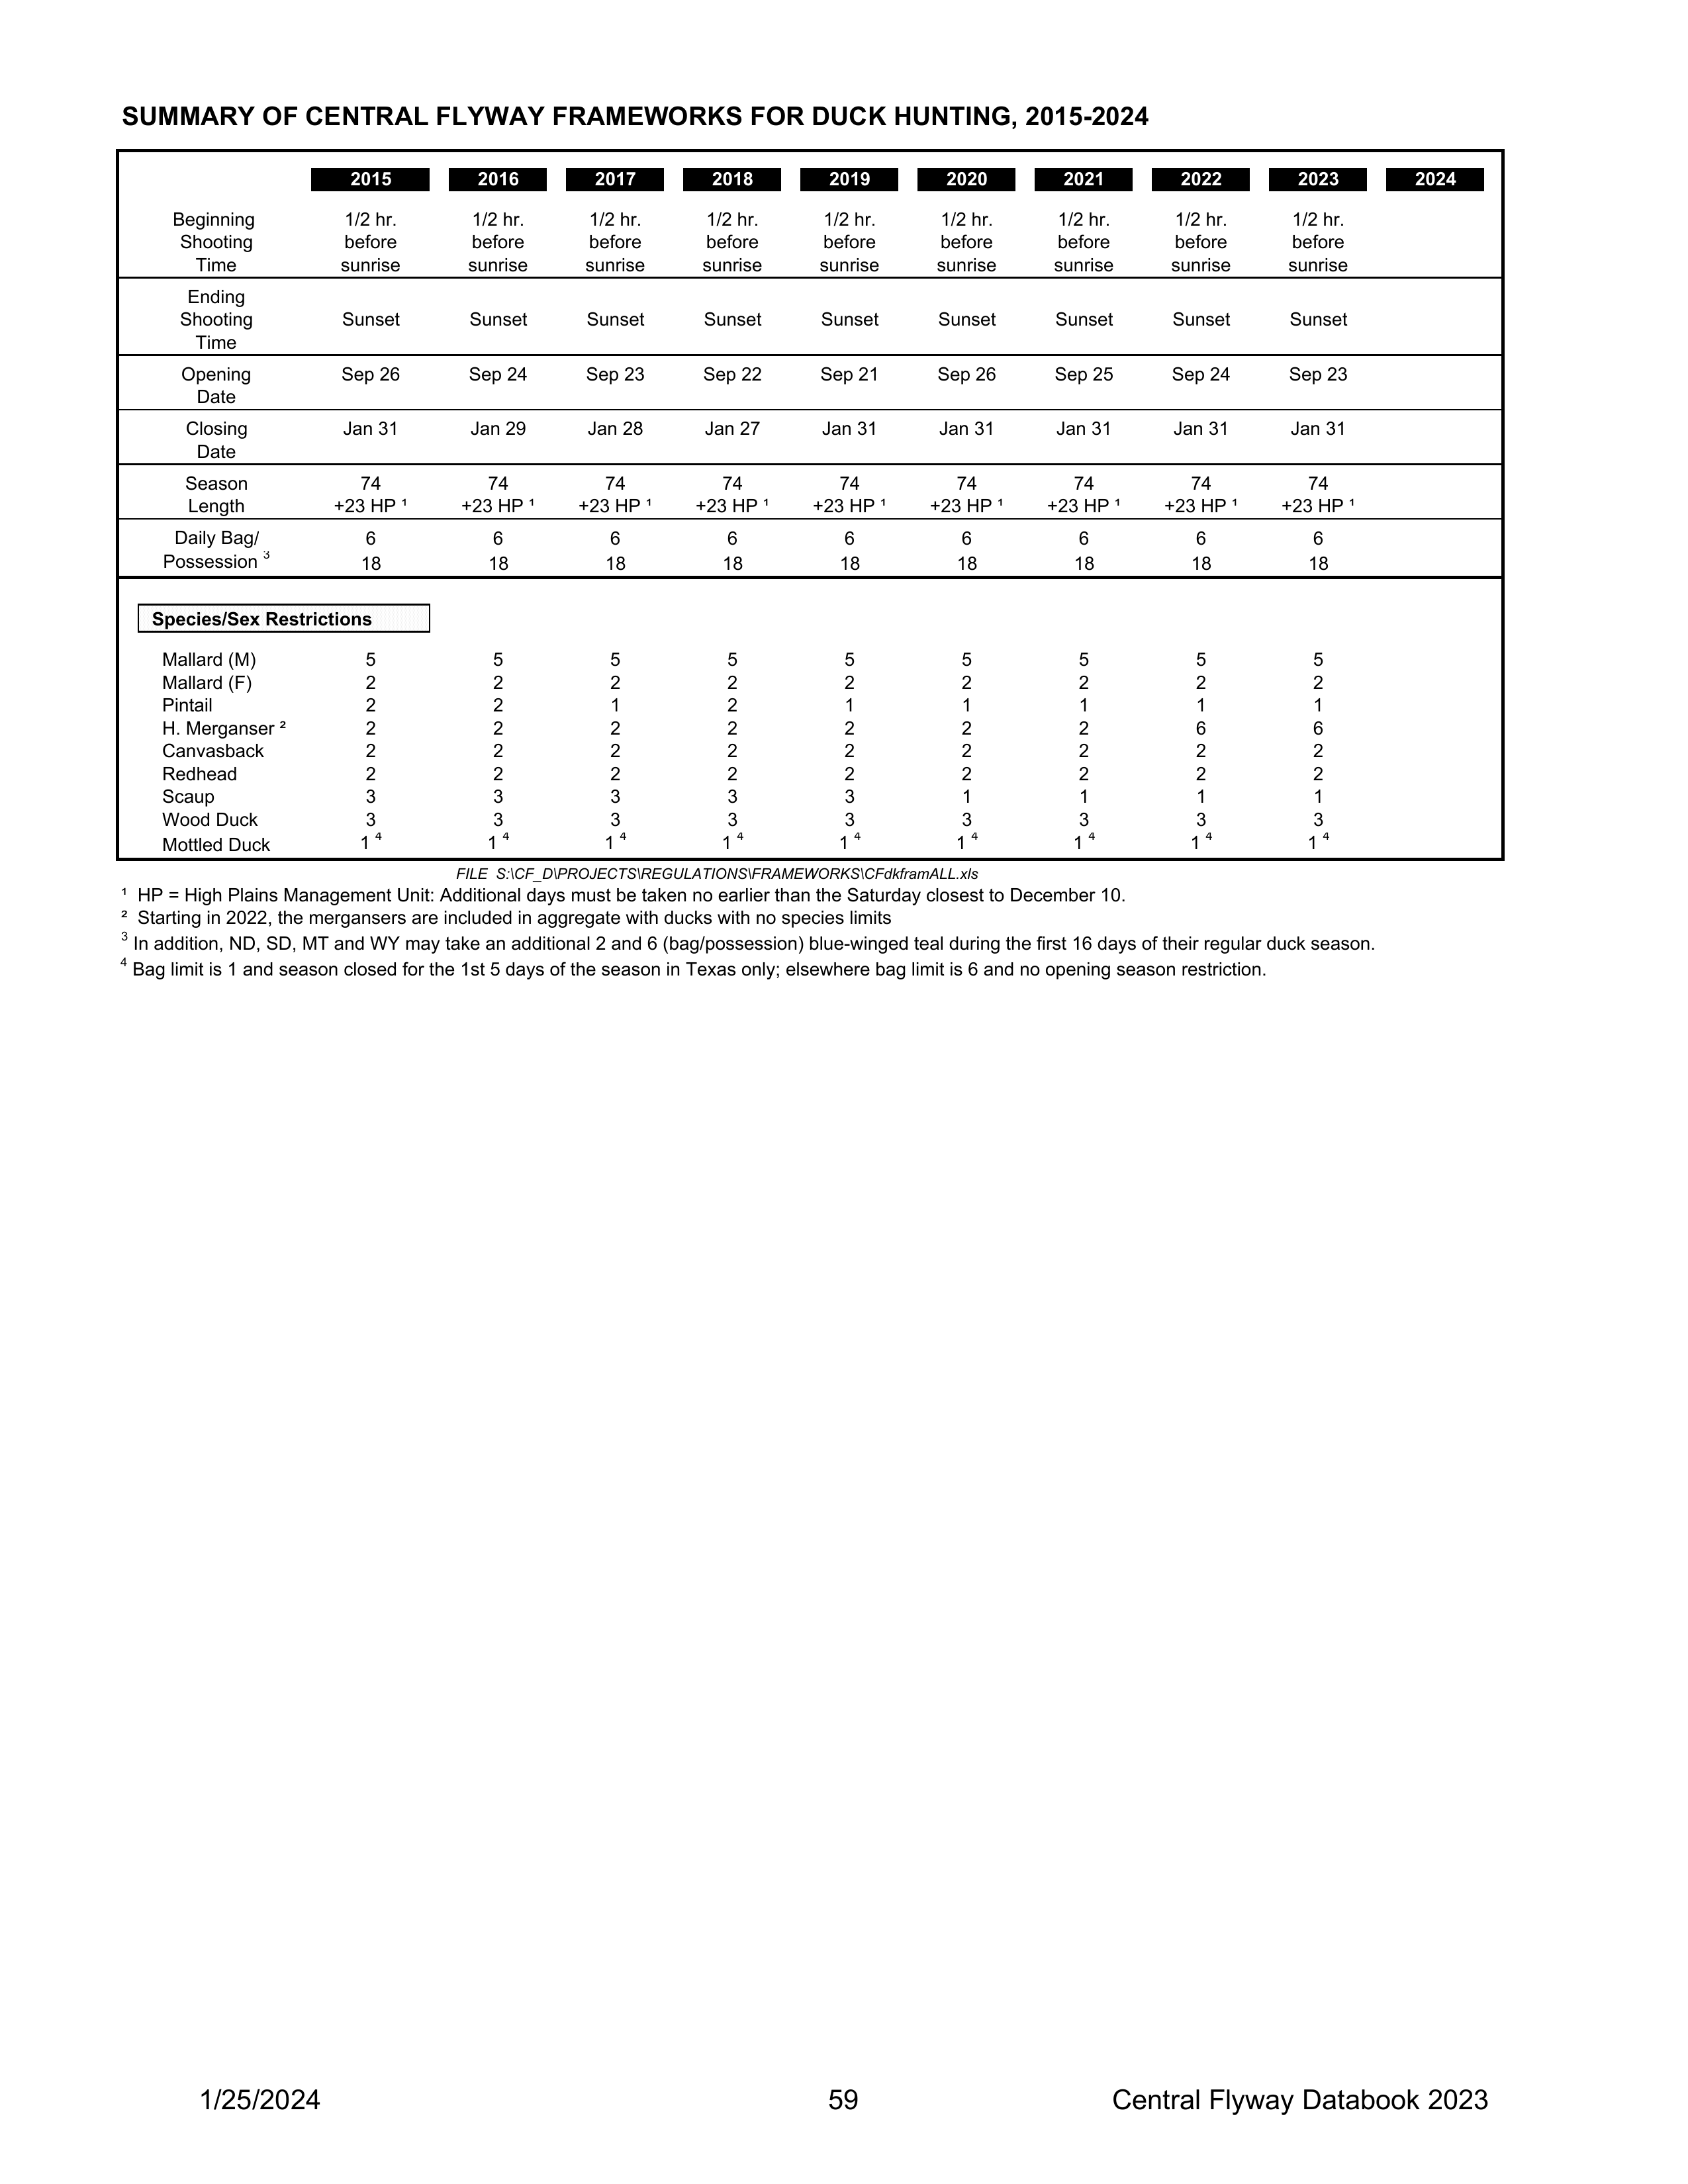 SUMMARY OF CENTRAL FLYWAY FRAMEWORKS FOR DUCK HUNTING, 2015-2024
2015 2016 2017 2018 2019 2020 2021 2022 2023 2024
Beginning 1/2 hr. 1/2 hr. 1/2 hr. 1/2 hr. 1/2 hr. 1/2 hr. 1/2 hr. 1/2 hr. 1/2 hr.
Shooting before before before before before before before before before
Time sunrise sunrise sunrise sunrise sunrise sunrise sunrise sunrise sunrise
Ending
Shooting Sunset Sunset Sunset Sunset Sunset Sunset Sunset Sunset Sunset
Time
Opening Sep 26 Sep 24 Sep 23 Sep 22 Sep 21 Sep 26 Sep 25 Sep 24 Sep 23
Date
Closing Jan 31 Jan 29 Jan 28 Jan 27 Jan 31 Jan 31 Jan 31 Jan 31 Jan 31
Date
Season 74 74 74 74 74 74 74 74 74
Length +23 HP ¹ +23 HP ¹ +23 HP ¹ +23 HP ¹ +23 HP ¹ +23 HP ¹ +23 HP ¹ +23 HP ¹ +23 HP ¹
Daily Bag/ 6 6 6 6 6 6 6 6 6
Possession ³ 18 18 18 18 18 18 18 18 18
Species/Sex Restrictions
Mallard (M) 5 5 5 5 5 5 5 5 5
Mallard (F) 2 2 2 2 2 2 2 2 2
Pintail 2 2 1 2 1 1 1 1 1
H. Merganser ² 2 2 2 2 2 2 2 6 6
Canvasback 2 2 2 2 2 2 2 2 2
Redhead 2 2 2 2 2 2 2 2 2
Scaup 3 3 3 3 3 1 1 1 1
Wood Duck 3 3 3 3 3 3 3 3 3
Mottled Duck 1 ⁴ 1 ⁴ 1 ⁴ 1 ⁴ 1 ⁴ 1 ⁴ 1 ⁴ 1 ⁴ 1 ⁴
FILE S:\CF_D\PROJECTS\REGULATIONS\FRAMEWORKS\CFdkframALL.xls
¹ HP = High Plains Management Unit: Additional days must be taken no earlier than the Saturday closest to December 10.
² Starting in 2022, the mergansers are included in aggregate with ducks with no species limits
³ In addition, ND, SD, MT and WY may take an additional 2 and 6 (bag/possession) blue-winged teal during the first 16 days of their regular duck season.
⁴ Bag limit is 1 and season closed for the 1st 5 days of the season in Texas only; elsewhere bag limit is 6 and no opening season restriction.
1/25/2024 59 Central Flyway Databook 2023